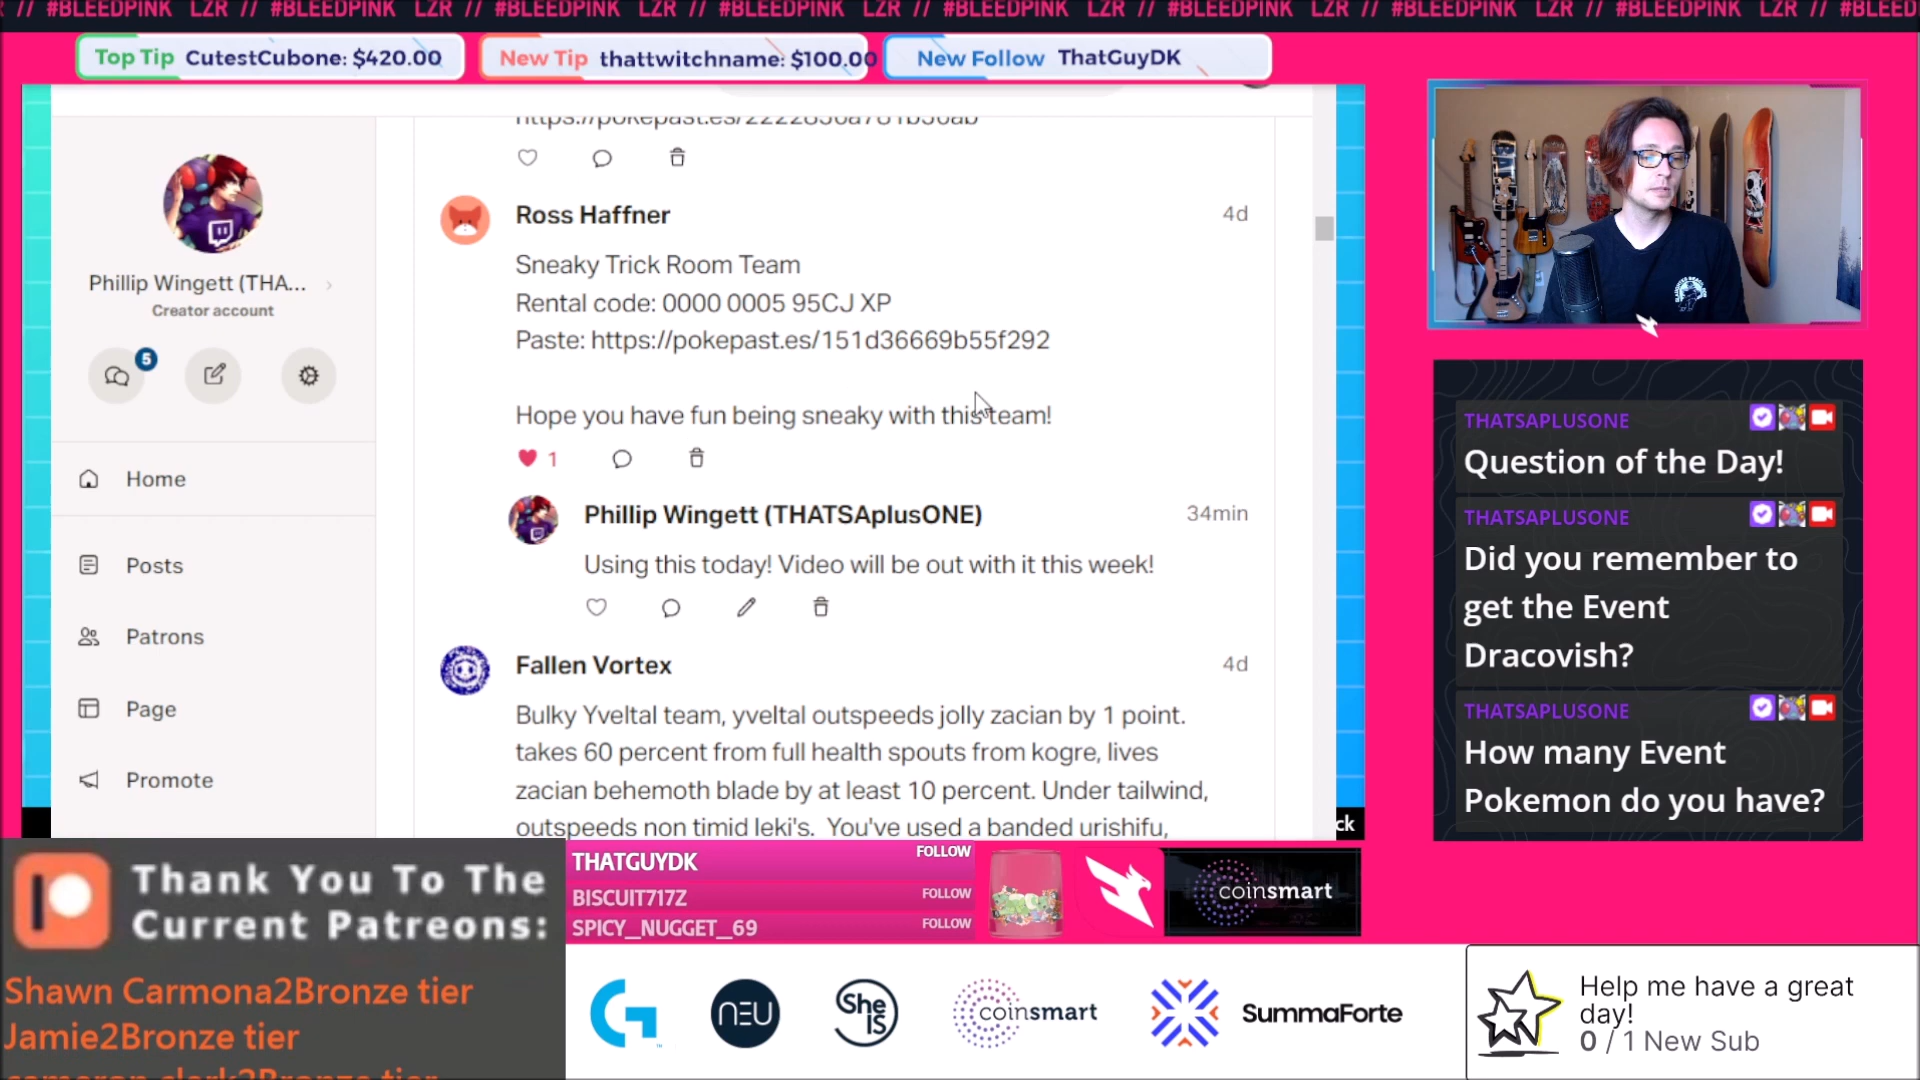 // #BLEEDPINK LZR // #BLEEDPINK LZR // #BLEEDPINK LZR // #BLEEDPINK LZR // #BLEEDPINK LZR // #BLEEDPINK LZR // #BLEEDPINK LZR // #BLEEDPINK LZR // #BLEED
Top Tip CutestCubone: $420.00
New Tip thattwitchname: $100.00
New Follow ThatGuyDK
Phillip Wingett (THA...
Creator account
5
Home
Posts
Patrons
Page
Promote
Ross Haffner 4d
Sneaky Trick Room Team
Rental code: 0000 0005 95CJ XP
Paste: https://pokepast.es/151d36669b55f292
Hope you have fun being sneaky with this team!
1
Phillip Wingett (THATSAplusONE) 34min
Using this today! Video will be out with it this week!
Fallen Vortex 4d
Bulky Yveltal team, yveltal outspeeds jolly zacian by 1 point.
takes 60 percent from full health spouts from kogre, lives
zacian behemoth blade by at least 10 percent. Under tailwind,
outspeeds non timid leki's. You've used a banded urishifu,
ck
THATSAPLUSONE
Question of the Day!
THATSAPLUSONE
Did you remember to
get the Event
Dracovish?
THATSAPLUSONE
How many Event
Pokemon do you have?
Thank You To The
Current Patreons:
Shawn Carmona2Bronze tier
Jamie2Bronze tier
THATGUYDK FOLLOW
BISCUIT717Z FOLLOW
SPICY_NUGGET_69 FOLLOW
coinsmart
G
NEU
She
IS
coinsmart
SummaForte
Help me have a great
day!
0 / 1 New Sub